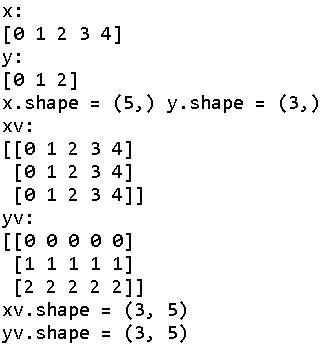 x:
[0 1 2 3 4]
y:
[0 1 2]
x.shape = (5,) y.shape = (3,)
xv:
[[0 1 2 3 4]
 [0 1 2 3 4]
 [0 1 2 3 4]]
yv:
[[0 0 0 0 0]
 [1 1 1 1 1]
 [2 2 2 2 2]]
xv.shape = (3, 5)
yv.shape = (3, 5)